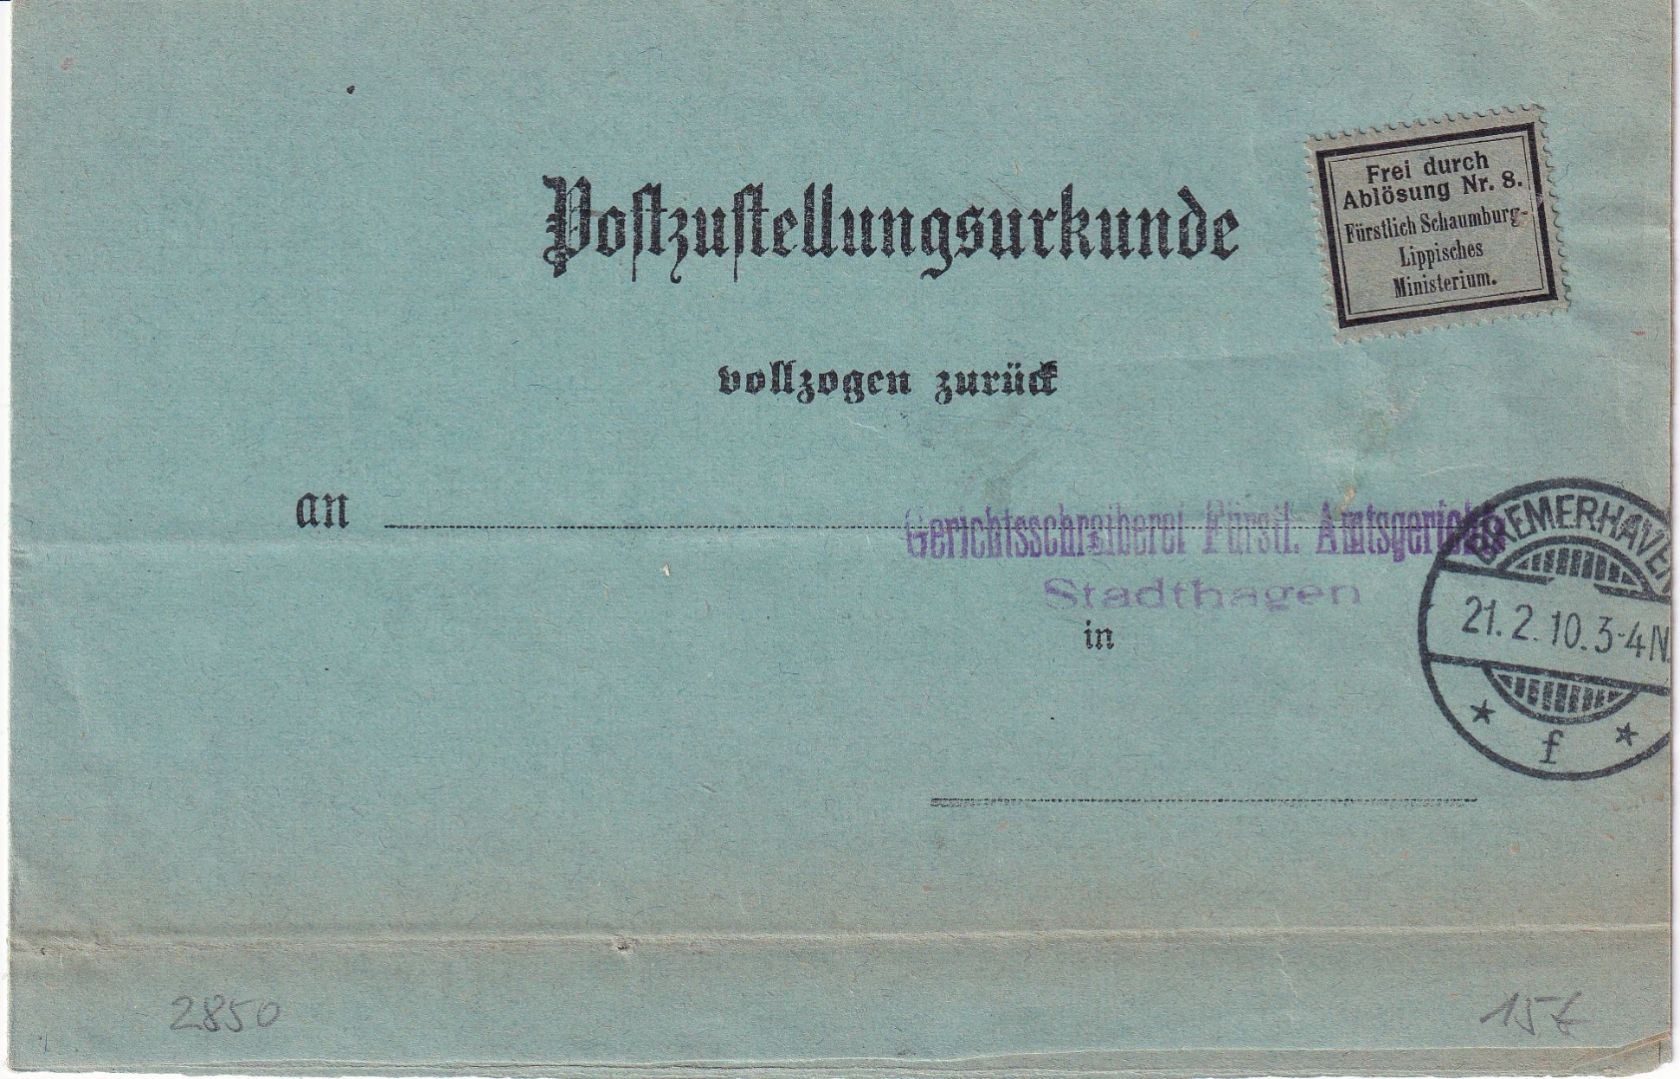 Postzustellungsurkunde
Frei durch
Ablösung Nr. 8.
Fürstlich Schaumburg-
Lippisches
Ministerium.
vollzogen zurück
an
Gerichtsschreiberei Fürstl. Amtsgerichts
Stadthagen
in
BREMERHAVEN
21.2.10.3-4N.
* f *
2850
15€